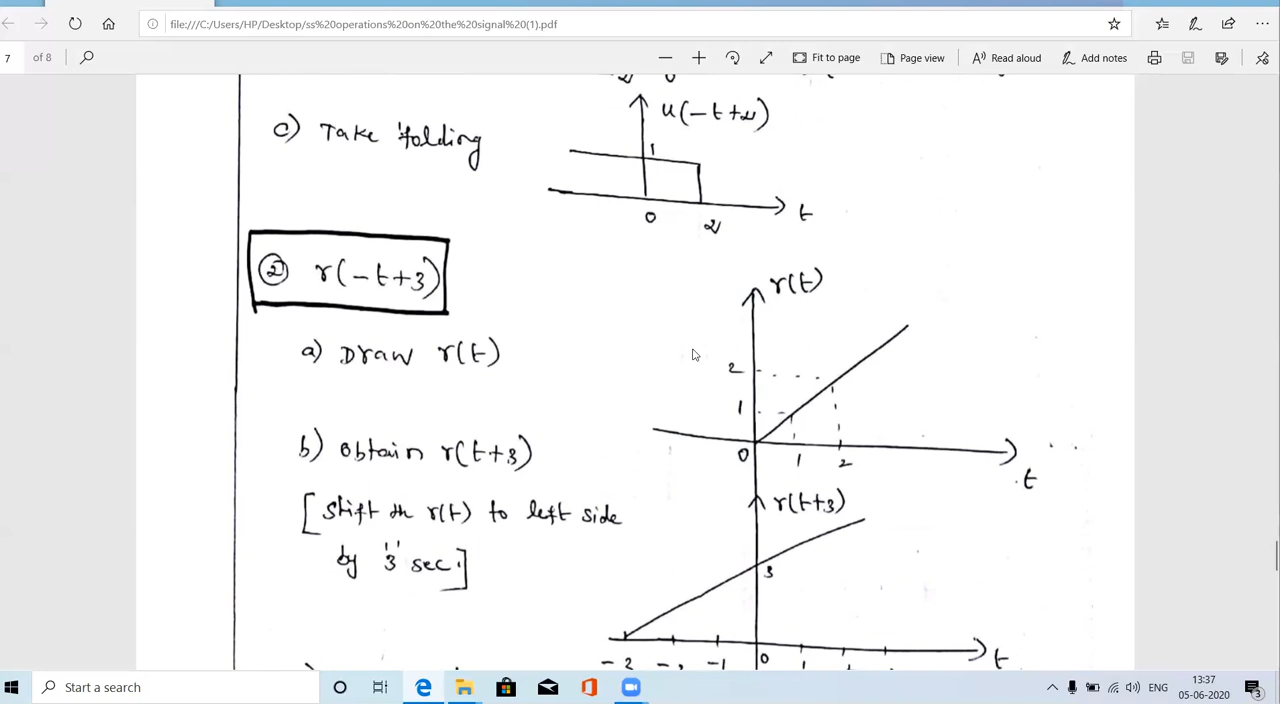 file:///C:/Users/HP/Desktop/ss%20operations%20on%20the%20signal%20(1).pdf
7 of 8 Fit to page Page view Read aloud Add notes
u(-t+2)
c) Take folding
1
0 2 t
② r(-t+3)
r(t)
a) Draw r(t)
2
1
0 1 2 t
b) Obtain r(t+3)
r(t+3)
[shift the r(t) to left side
by '3' sec.]
3
-1 0 t
Start a search
ENG 13:37
05-06-2020
3